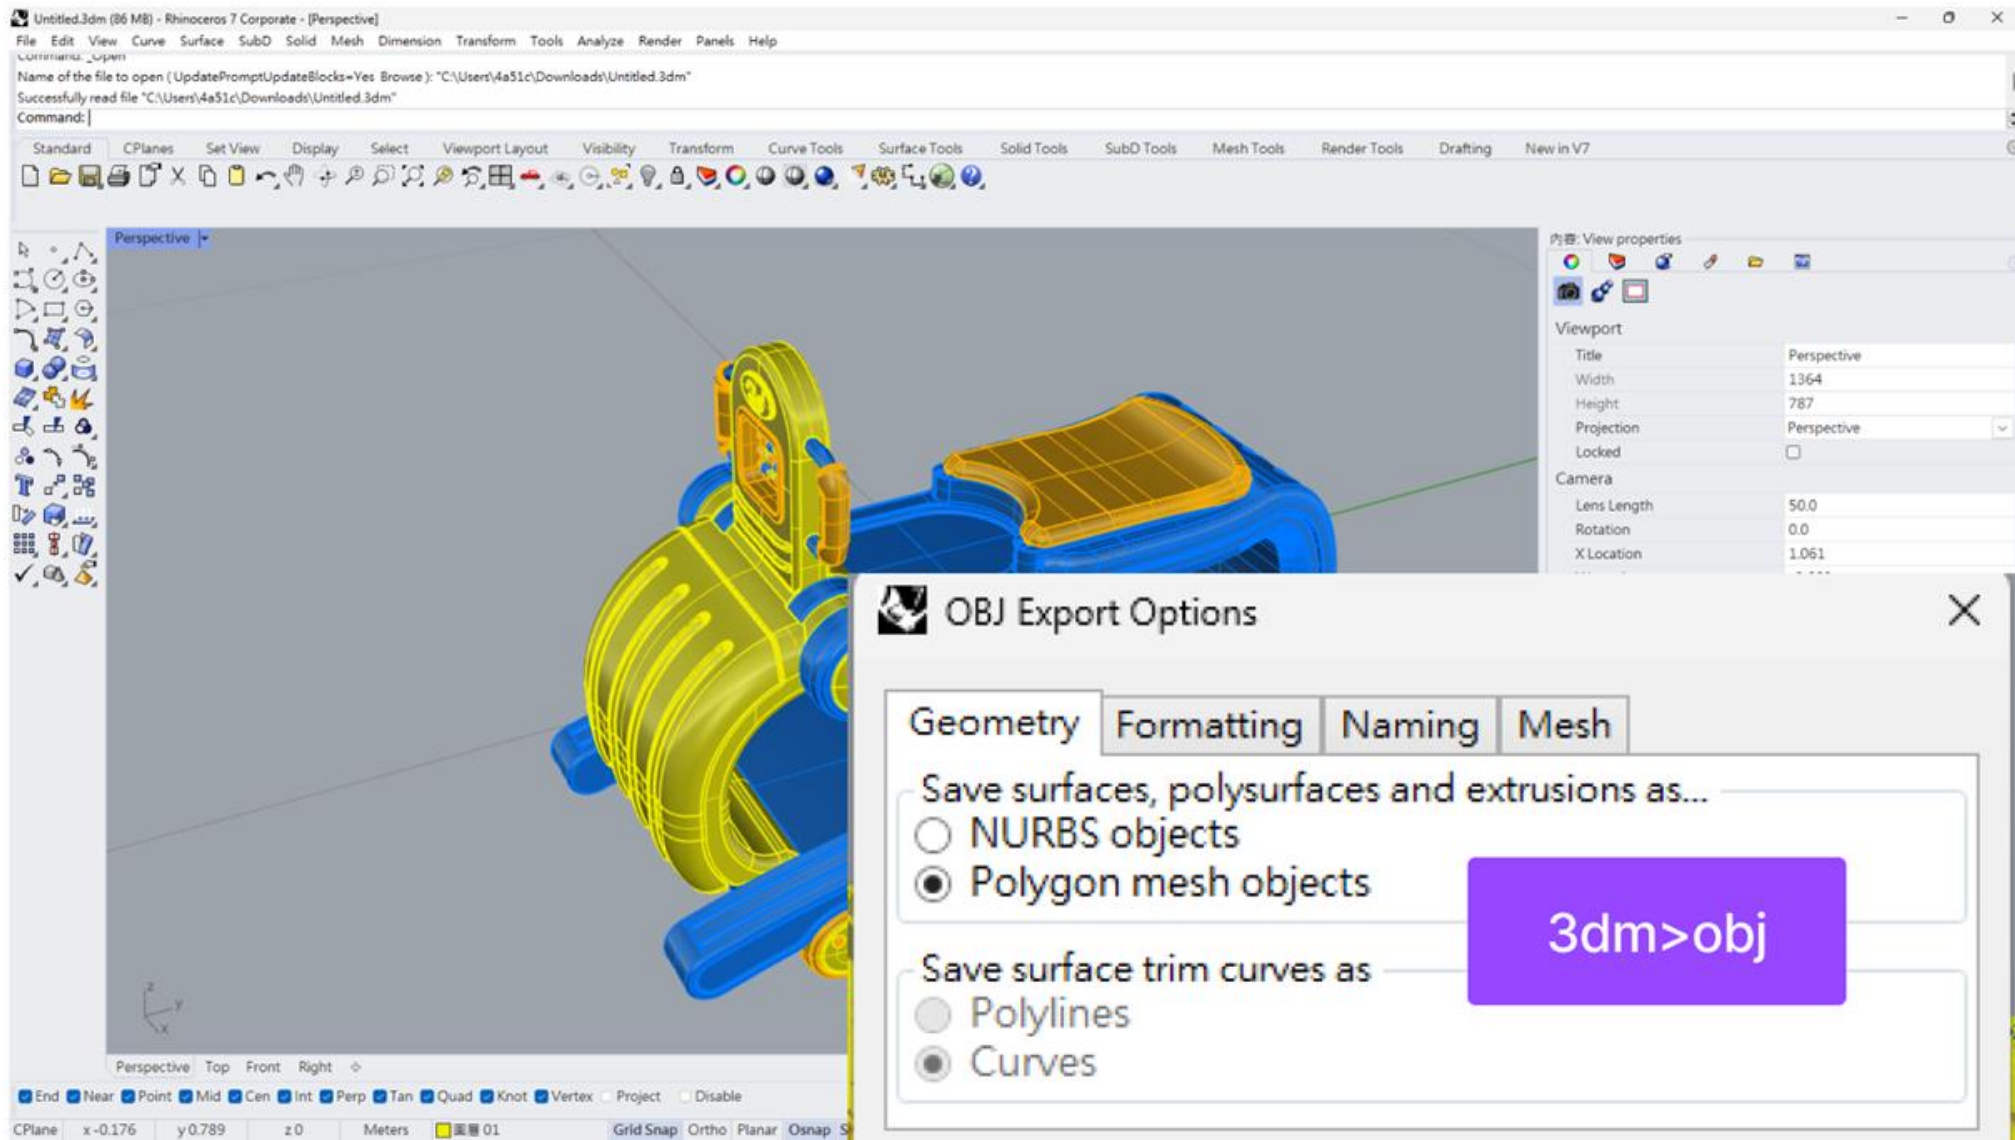 Untitled.3dm (86 MB) - Rhinoceros 7 Corporate - [Perspective]
File Edit View Curve Surface SubD Solid Mesh Dimension Transform Tools Analyze Render Panels Help
Command: _Open
Name of the file to open ( UpdatePromptUpdateBlocks=Yes Browse ): "C:\Users\4a51c\Downloads\Untitled.3dm"
Successfully read file "C:\Users\4a51c\Downloads\Untitled.3dm"
Command:
Standard CPlanes Set View Display Select Viewport Layout Visibility Transform Curve Tools Surface Tools Solid Tools SubD Tools Mesh Tools Render Tools Drafting New in V7
Perspective
内容: View properties
Viewport
Title Perspective
Width 1364
Height 787
Projection Perspective
Locked
Camera
Lens Length 50.0
Rotation 0.0
X Location 1.061
OBJ Export Options
Geometry Formatting Naming Mesh
Save surfaces, polysurfaces and extrusions as...
NURBS objects
Polygon mesh objects
3dm>obj
Save surface trim curves as
Polylines
Curves
z
y
x
Perspective Top Front Right
End Near Point Mid Cen Int Perp Tan Quad Knot Vertex Project Disable
CPlane x -0.176 y 0.789 z 0 Meters 圖層 01 Grid Snap Ortho Planar Osnap